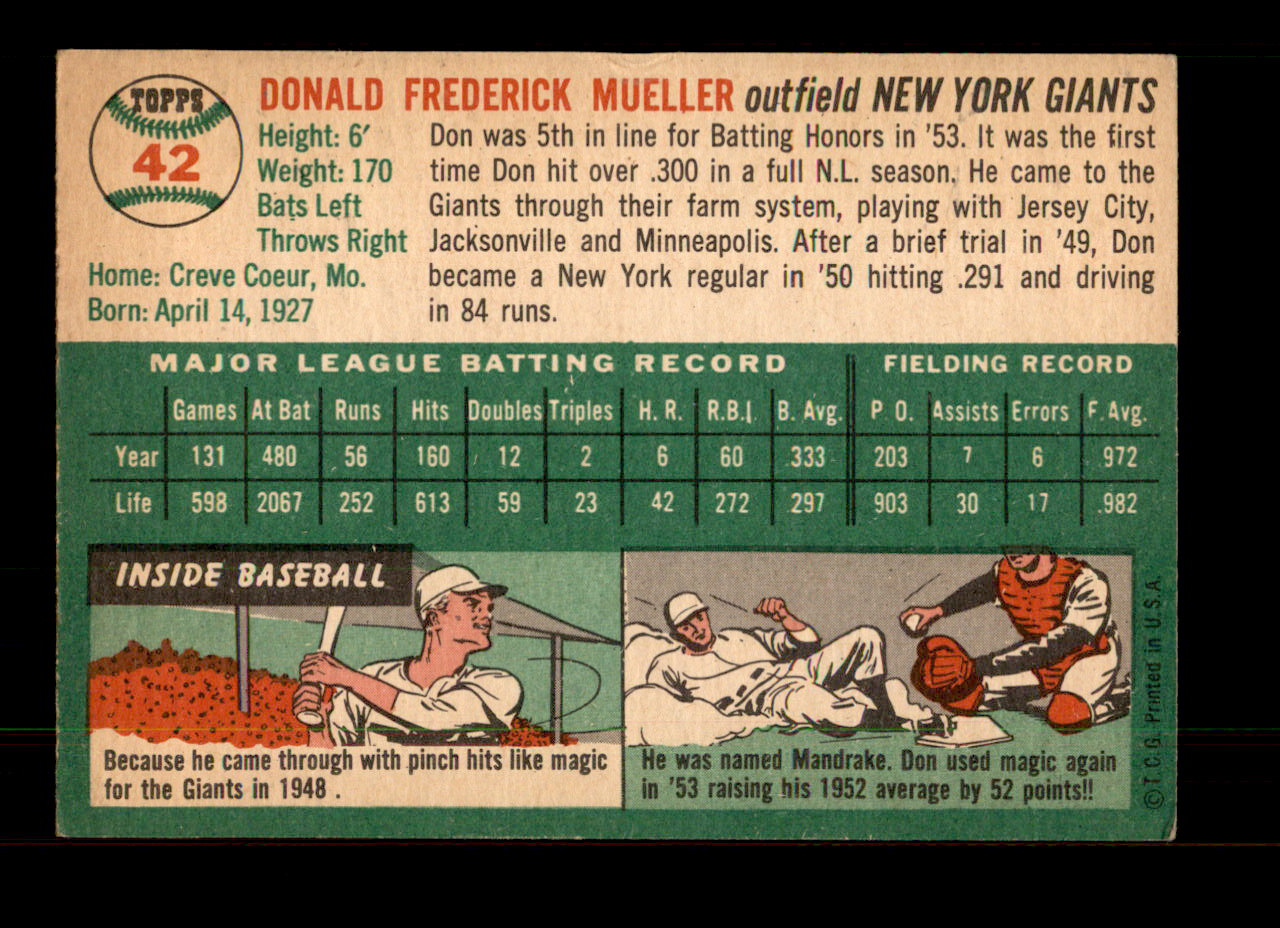 TOPPS
42
DONALD FREDERICK MUELLER outfield NEW YORK GIANTS
Height: 6′
Weight: 170
Bats Left
Throws Right
Home: Creve Coeur, Mo.
Born: April 14, 1927
Don was 5th in line for Batting Honors in '53. It was the first
time Don hit over .300 in a full N.L. season. He came to the
Giants through their farm system, playing with Jersey City,
Jacksonville and Minneapolis. After a brief trial in '49, Don
became a New York regular in '50 hitting .291 and driving
in 84 runs.
MAJOR LEAGUE BATTING RECORD FIELDING RECORD
Games At Bat Runs Hits Doubles Triples H. R. R.B.I. B. Avg. P. O. Assists Errors F. Avg.
Year 131 480 56 160 12 2 6 60 .333 203 7 6 .972
Life 598 2067 252 613 59 23 42 272 .297 903 30 17 .982
INSIDE BASEBALL
Because he came through with pinch hits like magic
for the Giants in 1948 .
He was named Mandrake. Don used magic again
in '53 raising his 1952 average by 52 points!!
© T. C. G. Printed in U.S.A.